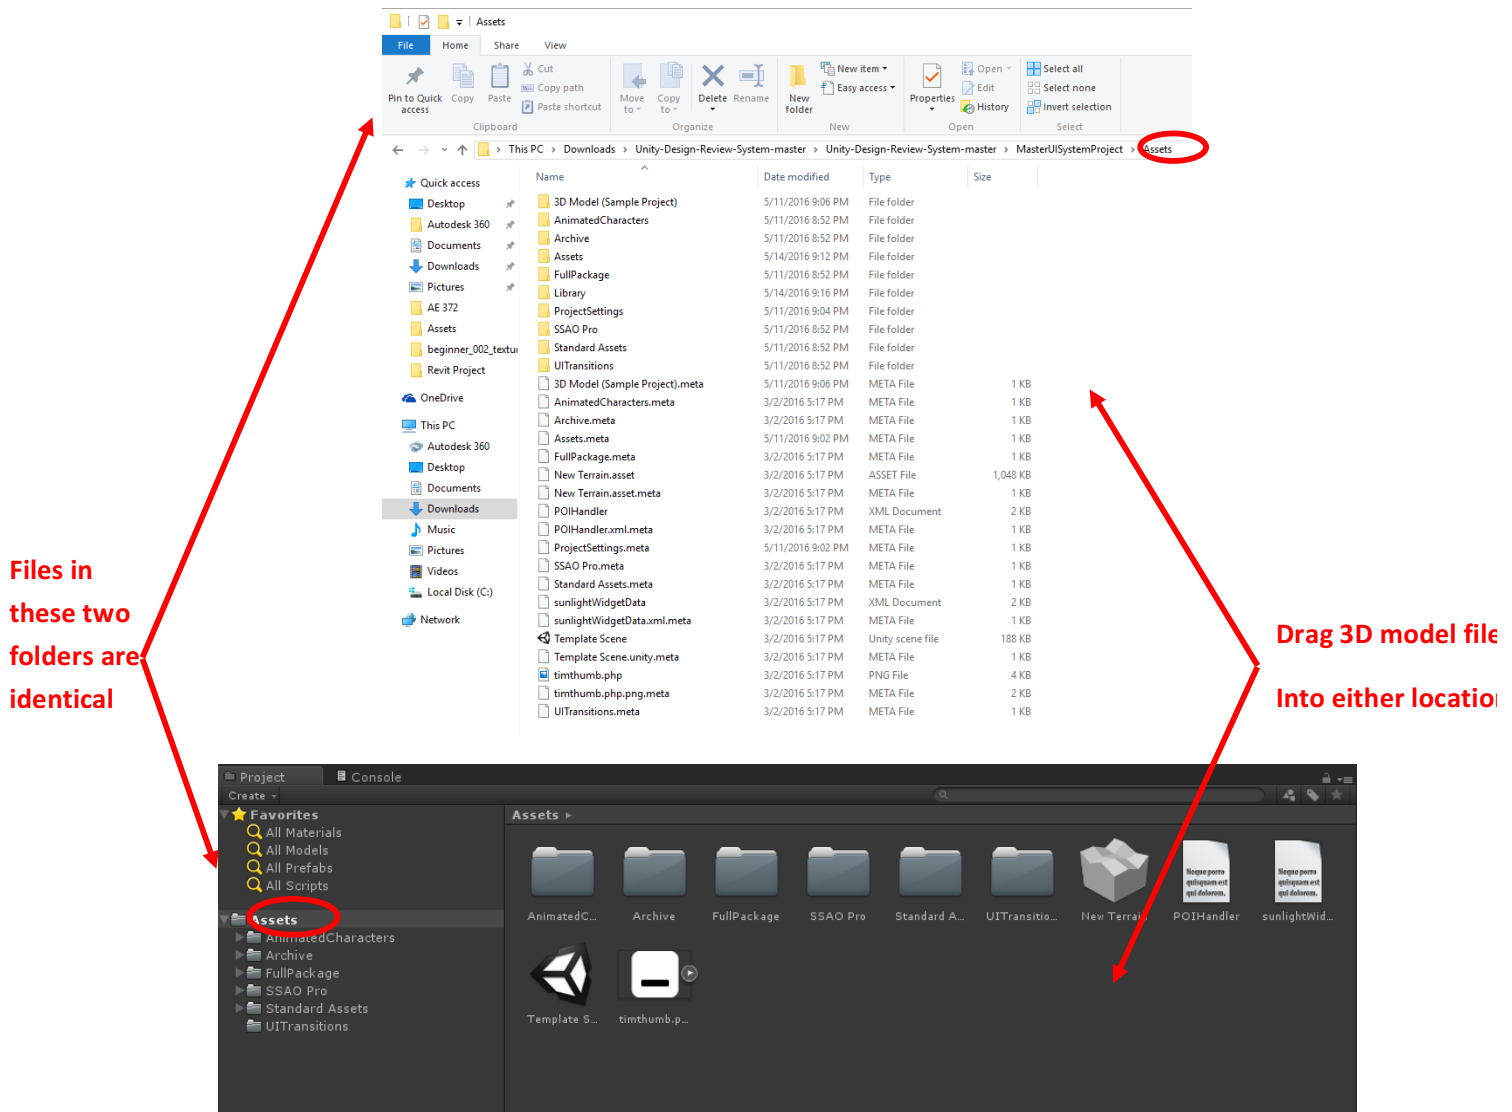 Assets
File Home Share View
Pin to Quick access
Copy
Paste
Cut
Copy path
Paste shortcut
Clipboard
Move to
Copy to
Delete
Rename
Organize
New folder
New item
Easy access
New
Properties
Open
Edit
History
Open
Select all
Select none
Invert selection
Select
This PC > Downloads > Unity-Design-Review-System-master > Unity-Design-Review-System-master > MasterUISystemProject > Assets
Quick access
Desktop
Autodesk 360
Documents
Downloads
Pictures
AE 372
Assets
beginner_002_textur
Revit Project
OneDrive
This PC
Autodesk 360
Desktop
Documents
Downloads
Music
Pictures
Videos
Local Disk (C:)
Network
Name Date modified Type Size
3D Model (Sample Project) 5/11/2016 9:06 PM File folder
AnimatedCharacters 5/11/2016 8:52 PM File folder
Archive 5/11/2016 8:52 PM File folder
Assets 5/14/2016 9:12 PM File folder
FullPackage 5/11/2016 8:52 PM File folder
Library 5/14/2016 9:16 PM File folder
ProjectSettings 5/11/2016 9:04 PM File folder
SSAO Pro 5/11/2016 8:52 PM File folder
Standard Assets 5/11/2016 8:52 PM File folder
UITransitions 5/11/2016 8:52 PM File folder
3D Model (Sample Project).meta 5/11/2016 9:06 PM META File 1 KB
AnimatedCharacters.meta 3/2/2016 5:17 PM META File 1 KB
Archive.meta 3/2/2016 5:17 PM META File 1 KB
Assets.meta 5/11/2016 9:02 PM META File 1 KB
FullPackage.meta 3/2/2016 5:17 PM META File 1 KB
New Terrain.asset 3/2/2016 5:17 PM ASSET File 1,048 KB
New Terrain.asset.meta 3/2/2016 5:17 PM META File 1 KB
POIHandler 3/2/2016 5:17 PM XML Document 2 KB
POIHandler.xml.meta 3/2/2016 5:17 PM META File 1 KB
ProjectSettings.meta 5/11/2016 9:02 PM META File 1 KB
SSAO Pro.meta 3/2/2016 5:17 PM META File 1 KB
Standard Assets.meta 3/2/2016 5:17 PM META File 1 KB
sunlightWidgetData 3/2/2016 5:17 PM XML Document 2 KB
sunlightWidgetData.xml.meta 3/2/2016 5:17 PM META File 1 KB
Template Scene 3/2/2016 5:17 PM Unity scene file 188 KB
Template Scene.unity.meta 3/2/2016 5:17 PM META File 1 KB
timthumb.php 3/2/2016 5:17 PM PNG File 4 KB
timthumb.php.png.meta 3/2/2016 5:17 PM META File 2 KB
UITransitions.meta 3/2/2016 5:17 PM META File 1 KB
Files in
these two
folders are
identical
Drag 3D model file
Into either location
Project Console
Create
Favorites
All Materials
All Models
All Prefabs
All Scripts
Assets
AnimatedCharacters
Archive
FullPackage
SSAO Pro
Standard Assets
UITransitions
Assets
Neque porro
quisquam est
qui dolorem.
Neque porro
quisquam est
qui dolorem.
AnimatedC... Archive FullPackage SSAO Pro Standard A... UITransitio... New Terrain POIHandler sunlightWid...
Template S... timthumb.p...